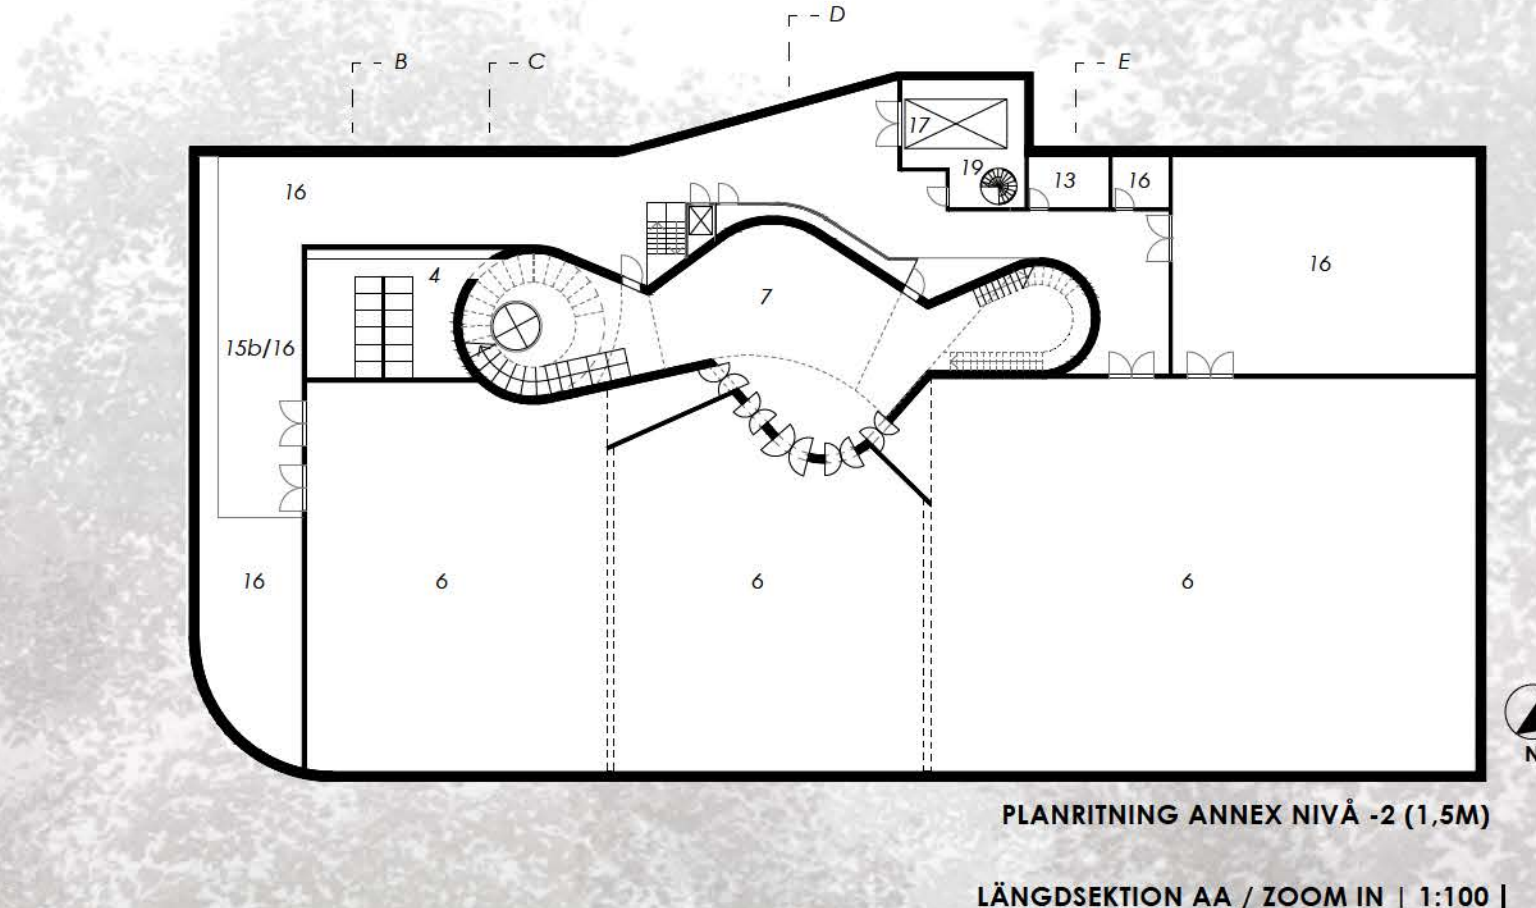 D
B
C
E
17
19
13
16
16
16
4
7
15b/16
16
6
6
6
N
PLANRITNING ANNEX NIVÅ -2 (1,5M)
LÄNGDSEKTION AA / ZOOM IN | 1:100 |